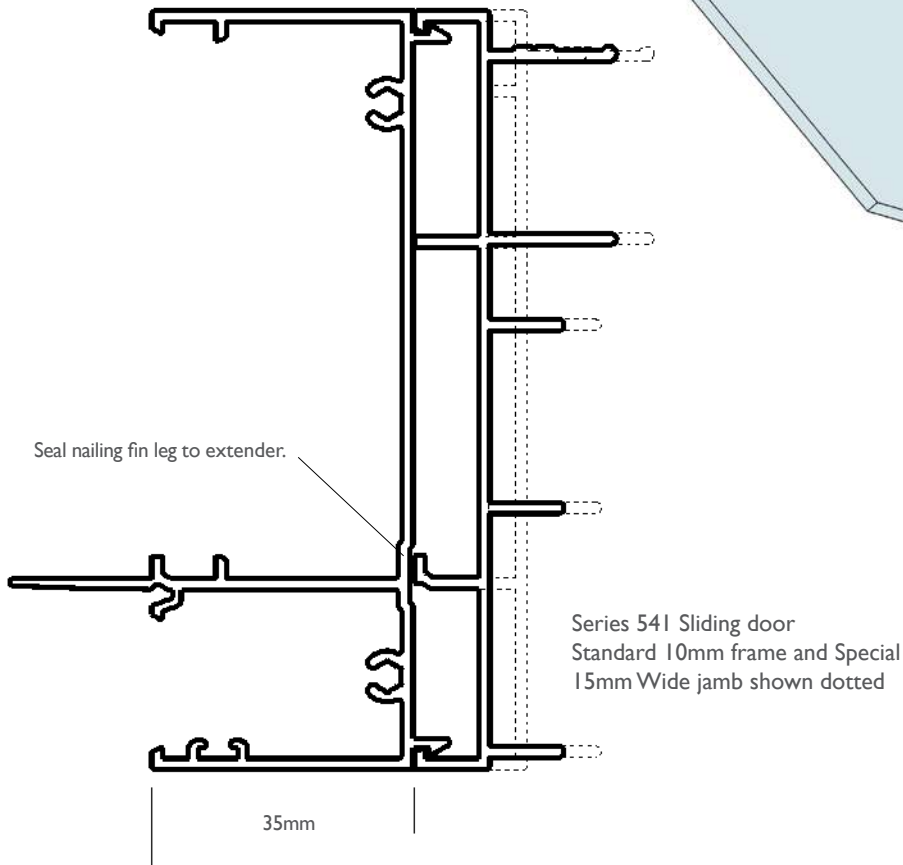 Seal nailing fin leg to extender.
Series 541 Sliding door
Standard 10mm frame and Special
15mm Wide jamb shown dotted
35mm